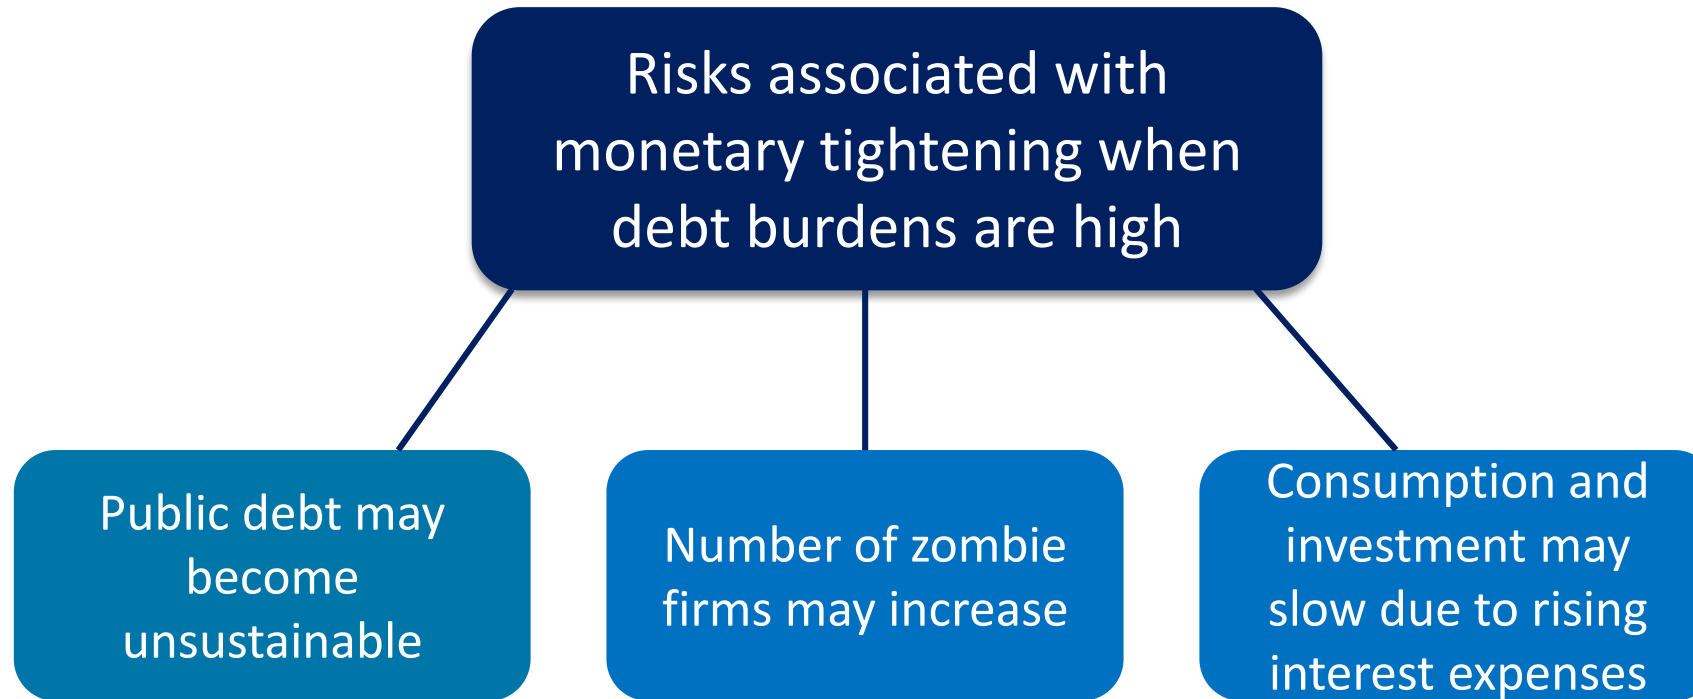 Risks associated with
monetary tightening when
debt burdens are high
Public debt may
become
unsustainable
Number of zombie
firms may increase
Consumption and
investment may
slow due to rising
interest expenses